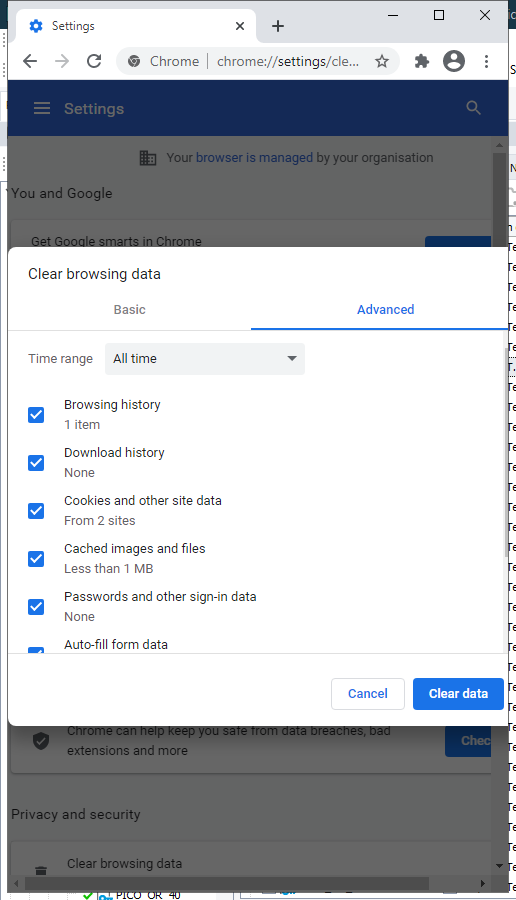 Settings
Chrome | chrome://settings/cle...
Settings
Your browser is managed by your organisation
You and Google
Get Google smarts in Chrome
Clear browsing data
Basic
Advanced
Time range
All time
Browsing history
1 item
Download history
None
Cookies and other site data
From 2 sites
Cached images and files
Less than 1 MB
Passwords and other sign-in data
None
Auto-fill form data
Cancel
Clear data
Chrome can help keep you safe from data breaches, bad
extensions and more
Chec
Privacy and security
Clear browsing data
PICO_OR_40